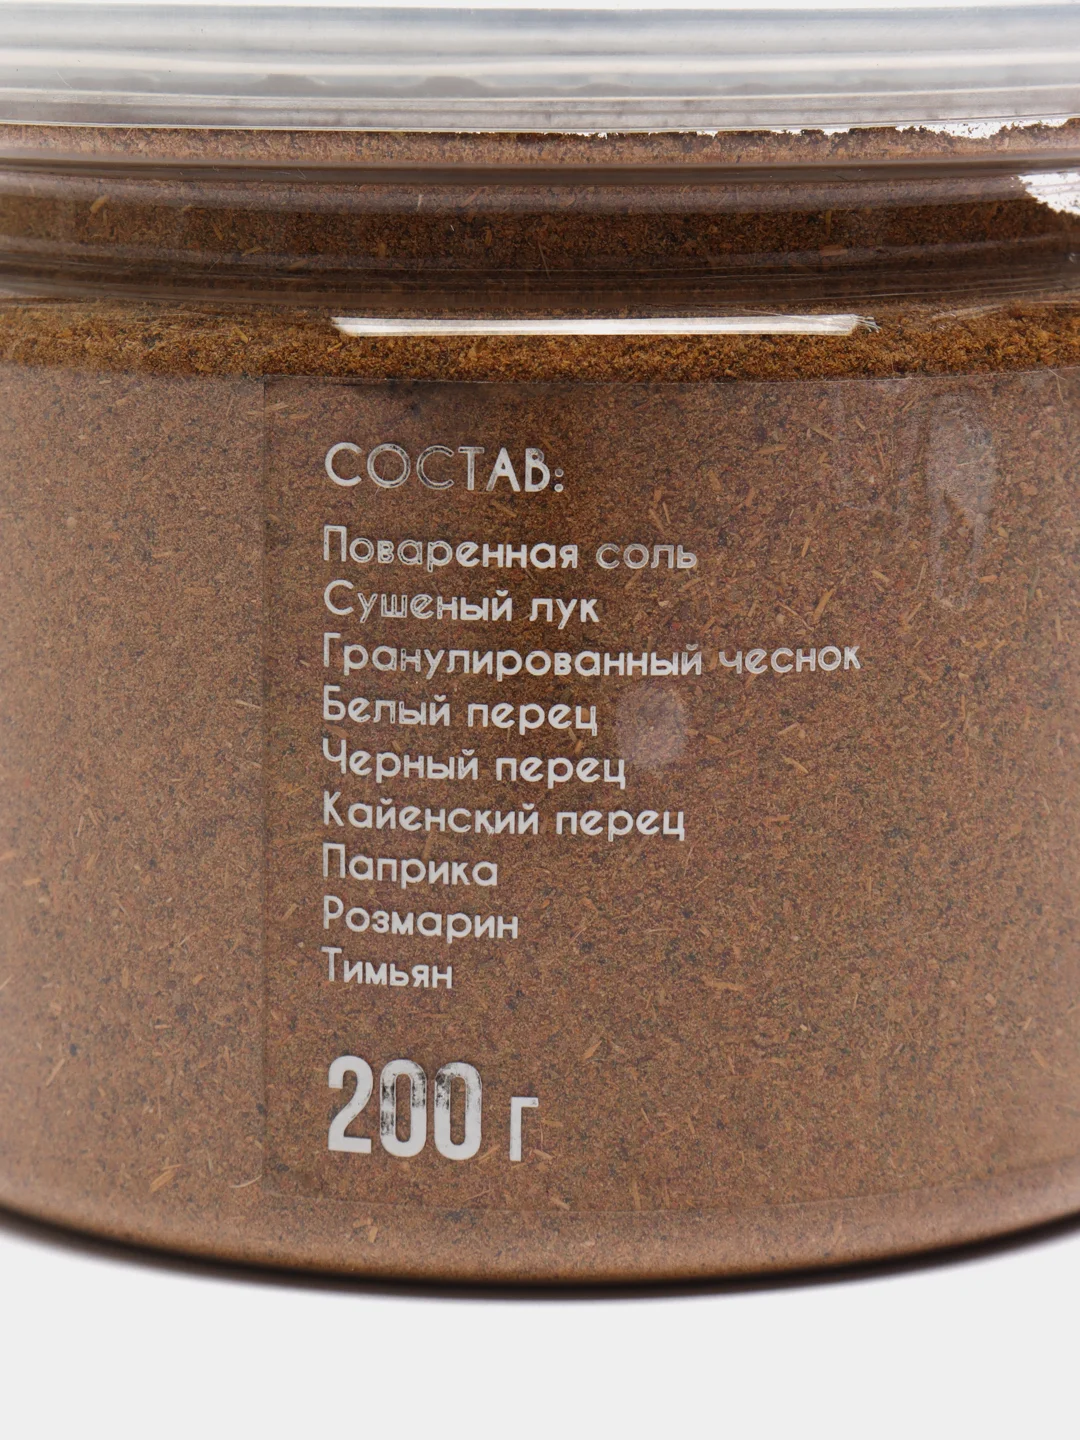 СОСТАВ:
Поваренная соль
Сушеный лук
Гранулированный чеснок
Белый перец
Черный перец
Кайенский перец
Паприка
Розмарин
Тимьян
200 г